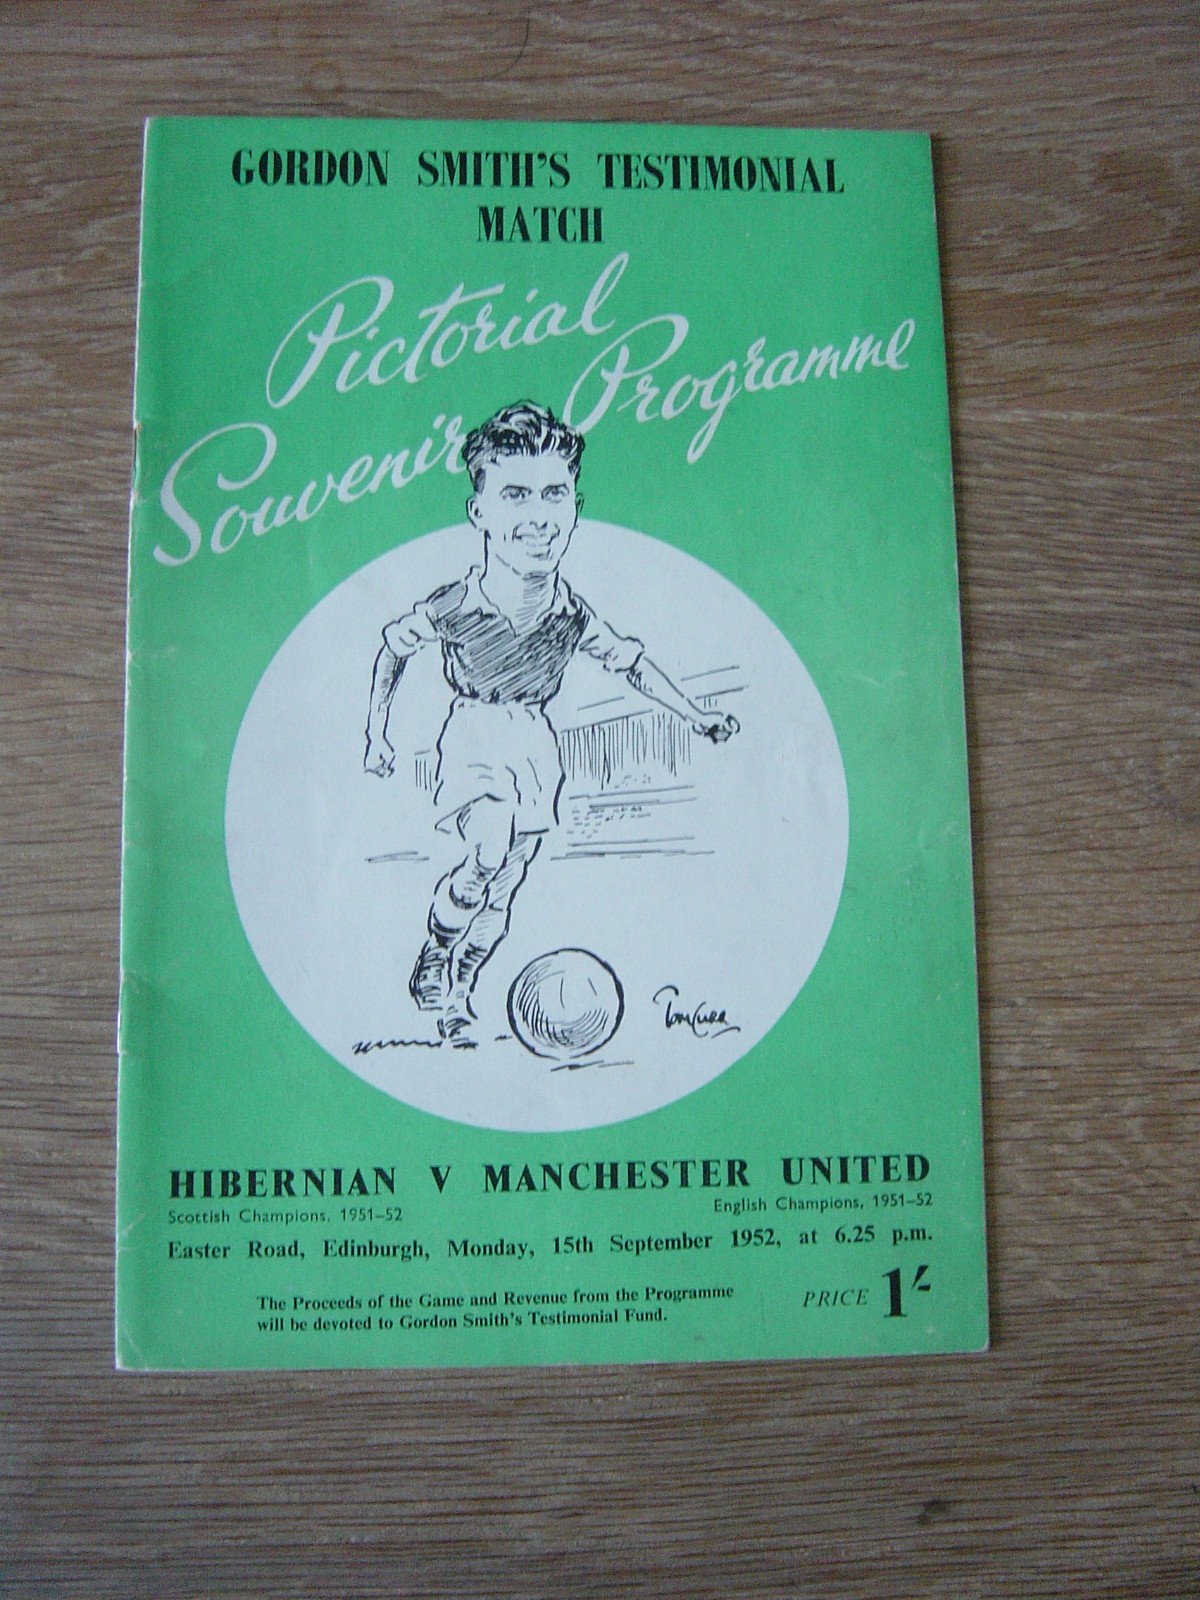 GORDON SMITH'S TESTIMONIAL
MATCH
Pictorial
Souvenir Programme
Tom Curr
HIBERNIAN V MANCHESTER UNITED
Scottish Champions, 1951-52 English Champions, 1951-52
Easter Road, Edinburgh, Monday, 15th September 1952, at 6.25 p.m.
The Proceeds of the Game and Revenue from the Programme
will be devoted to Gordon Smith's Testimonial Fund.
PRICE 1/-